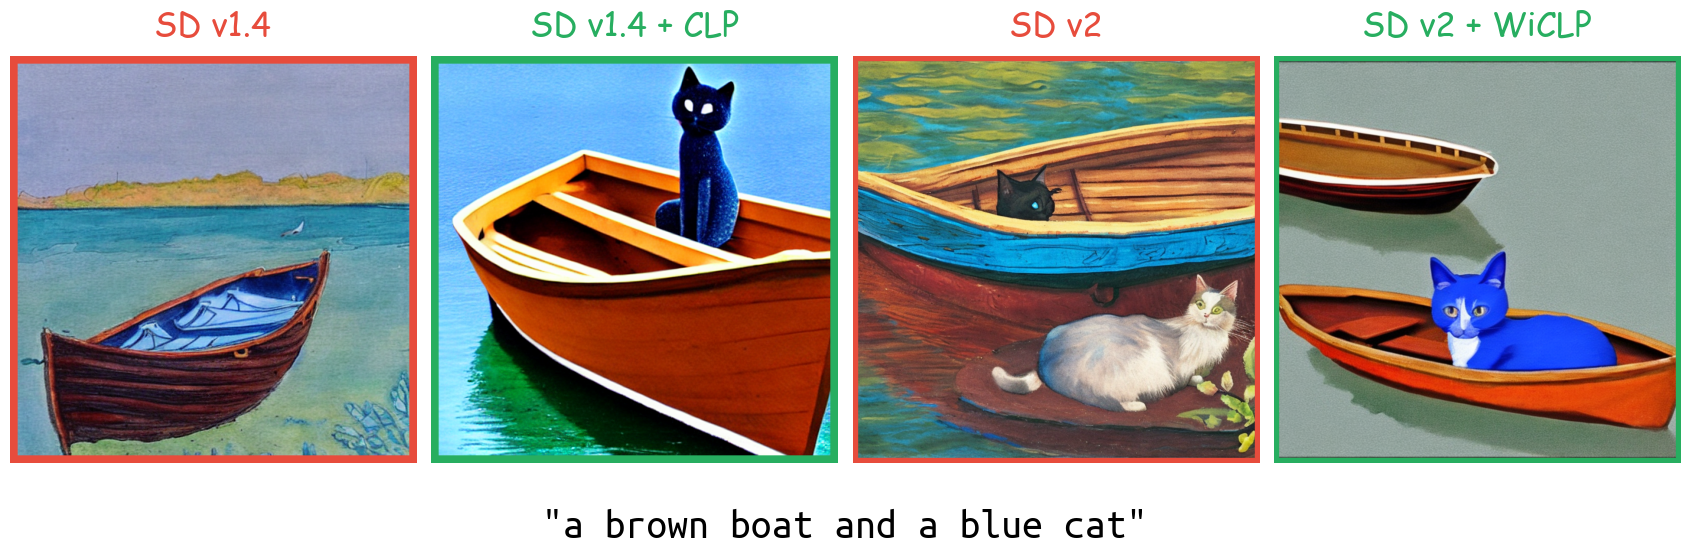 SD v1.4
SD v1.4 + CLP
SD v2
SD v2 + WiCLP
"a brown boat and a blue cat"